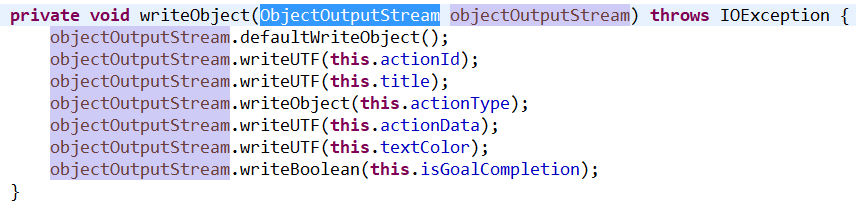 private void writeObject(ObjectOutputStream objectOutputStream) throws IOException {
    objectOutputStream.defaultWriteObject();
    objectOutputStream.writeUTF(this.actionId);
    objectOutputStream.writeUTF(this.title);
    objectOutputStream.writeObject(this.actionType);
    objectOutputStream.writeUTF(this.actionData);
    objectOutputStream.writeUTF(this.textColor);
    objectOutputStream.writeBoolean(this.isGoalCompletion);
}